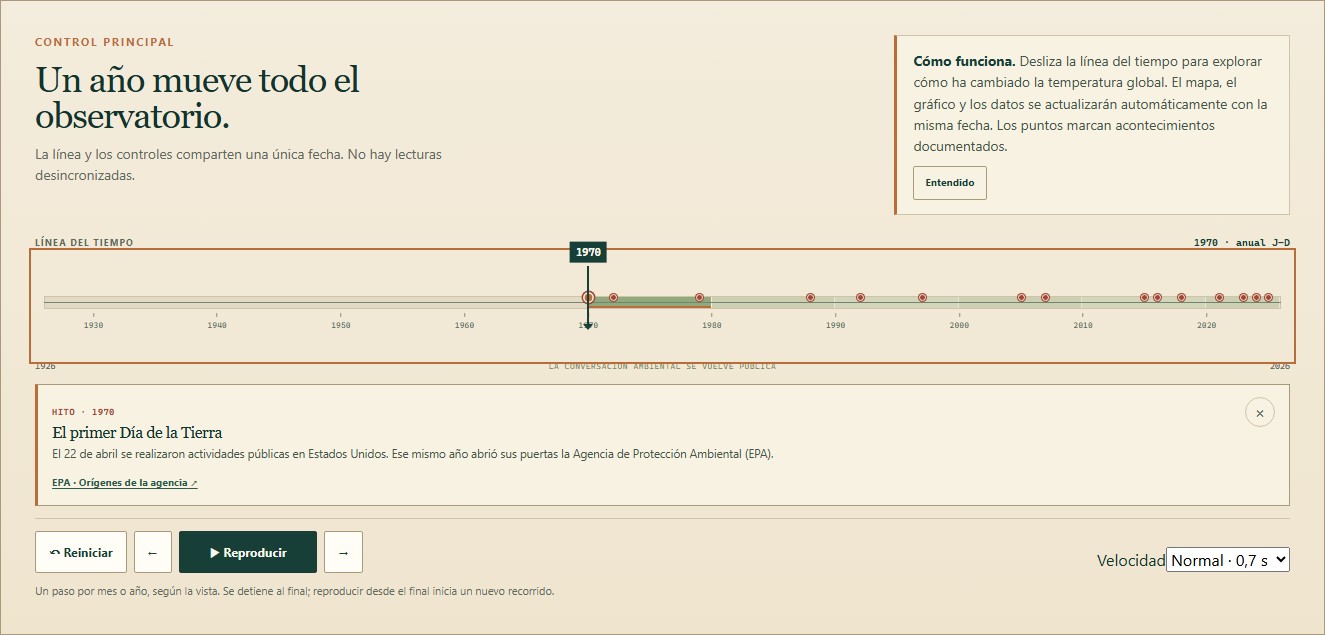 CONTROL PRINCIPAL
Un año mueve todo el
observatorio.
La línea y los controles comparten una única fecha. No hay lecturas
desincronizadas.
Cómo funciona. Desliza la línea del tiempo para explorar
cómo ha cambiado la temperatura global. El mapa, el
gráfico y los datos se actualizarán automáticamente con la
misma fecha. Los puntos marcan acontecimientos
documentados.
Entendido
LÍNEA DEL TIEMPO
1970 · anual J–D
1970
1930 1940 1950 1960 1970 1980 1990 2000 2010 2020
1926 LA CONVERSACIÓN AMBIENTAL SE VUELVE PÚBLICA 2026
HITO · 1970
×
El primer Día de la Tierra
El 22 de abril se realizaron actividades públicas en Estados Unidos. Ese mismo año abrió sus puertas la Agencia de Protección Ambiental (EPA).
EPA · Orígenes de la agencia ↗
↶ Reiniciar ← ▶ Reproducir →
Velocidad Normal · 0,7 s
Un paso por mes o año, según la vista. Se detiene al final; reproducir desde el final inicia un nuevo recorrido.